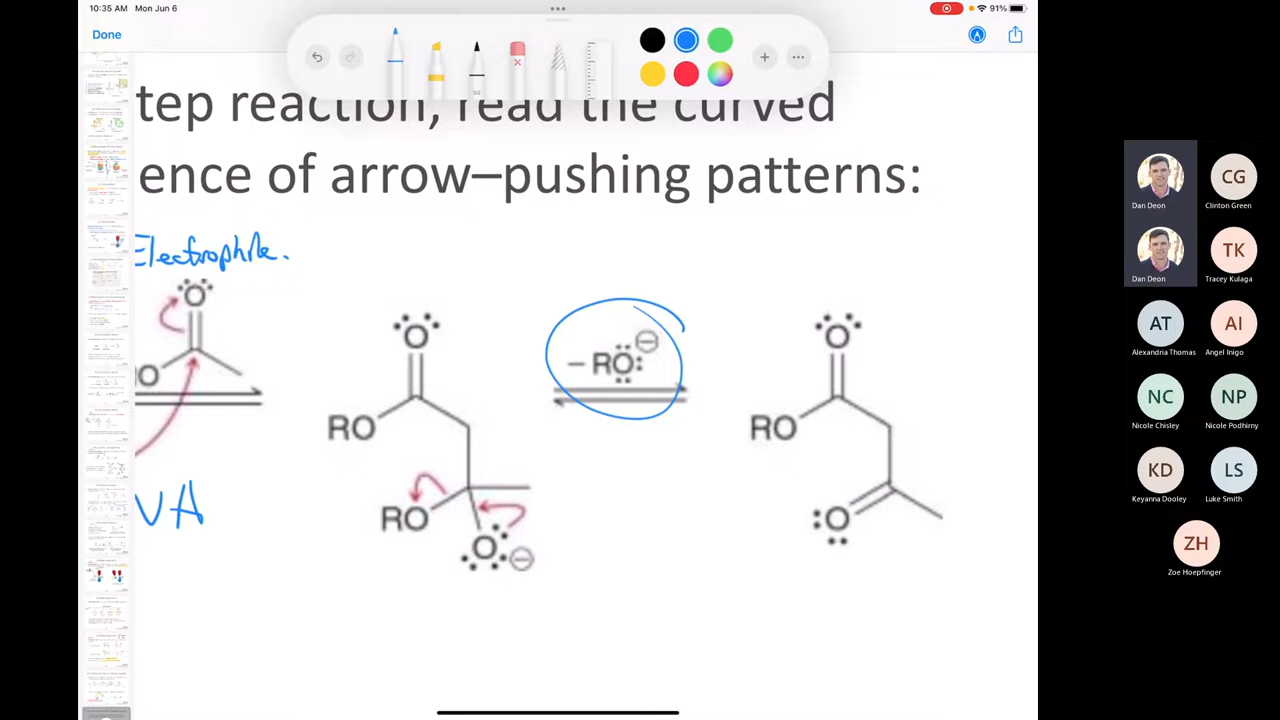 10:35 AM Mon Jun 6
91%
Done
50
tep reaction, read the curved
ence of arrow–pushing patterns:
Electrophile.
O
O
NA
O
RO
RO
O
⊖
– RO:
⊖
O
RO
:O
Dan Deon
Dan Deon
CG
Clinton Green
TK
Tracey Kulaga
AT
Alexandria Thomas
AI
Angel Inigo
NC
Nicole Chisley
NP
Nicole Podhirny
KD
Keyanna Dooley
LS
Luke Smith
ZH
Zoe Hoepfinger